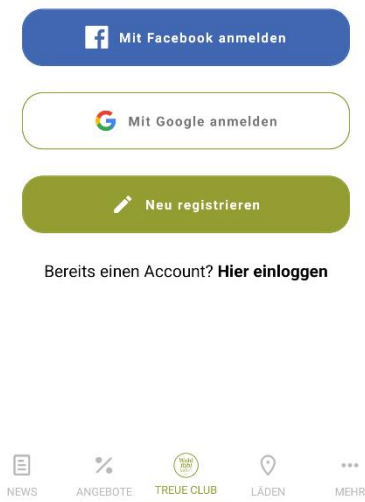 Mit Facebook anmelden
Mit Google anmelden
Neu registrieren
Bereits einen Account? Hier einloggen
NEWS ANGEBOTE TREUE CLUB LÄDEN MEHR